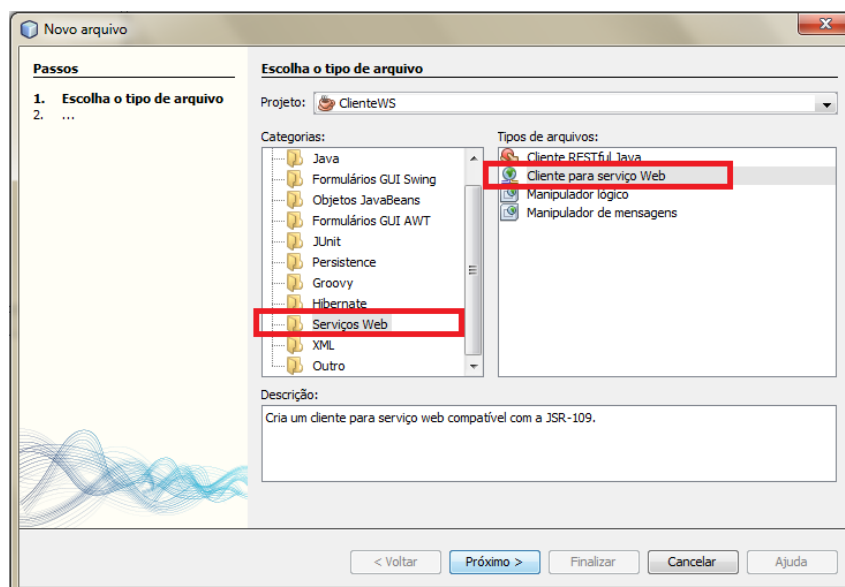 Novo arquivo
Passos
1. Escolha o tipo de arquivo
2. ...
Escolha o tipo de arquivo
Projeto: ClienteWS
Categorias:
Java
Formulários GUI Swing
Objetos JavaBeans
Formulários GUI AWT
JUnit
Persistence
Groovy
Hibernate
Serviços Web
XML
Outro
Tipos de arquivos:
Cliente RESTful Java
Cliente para serviço Web
Manipulador lógico
Manipulador de mensagens
Descrição:
Cria um cliente para serviço web compatível com a JSR-109.
< Voltar Próximo > Finalizar Cancelar Ajuda